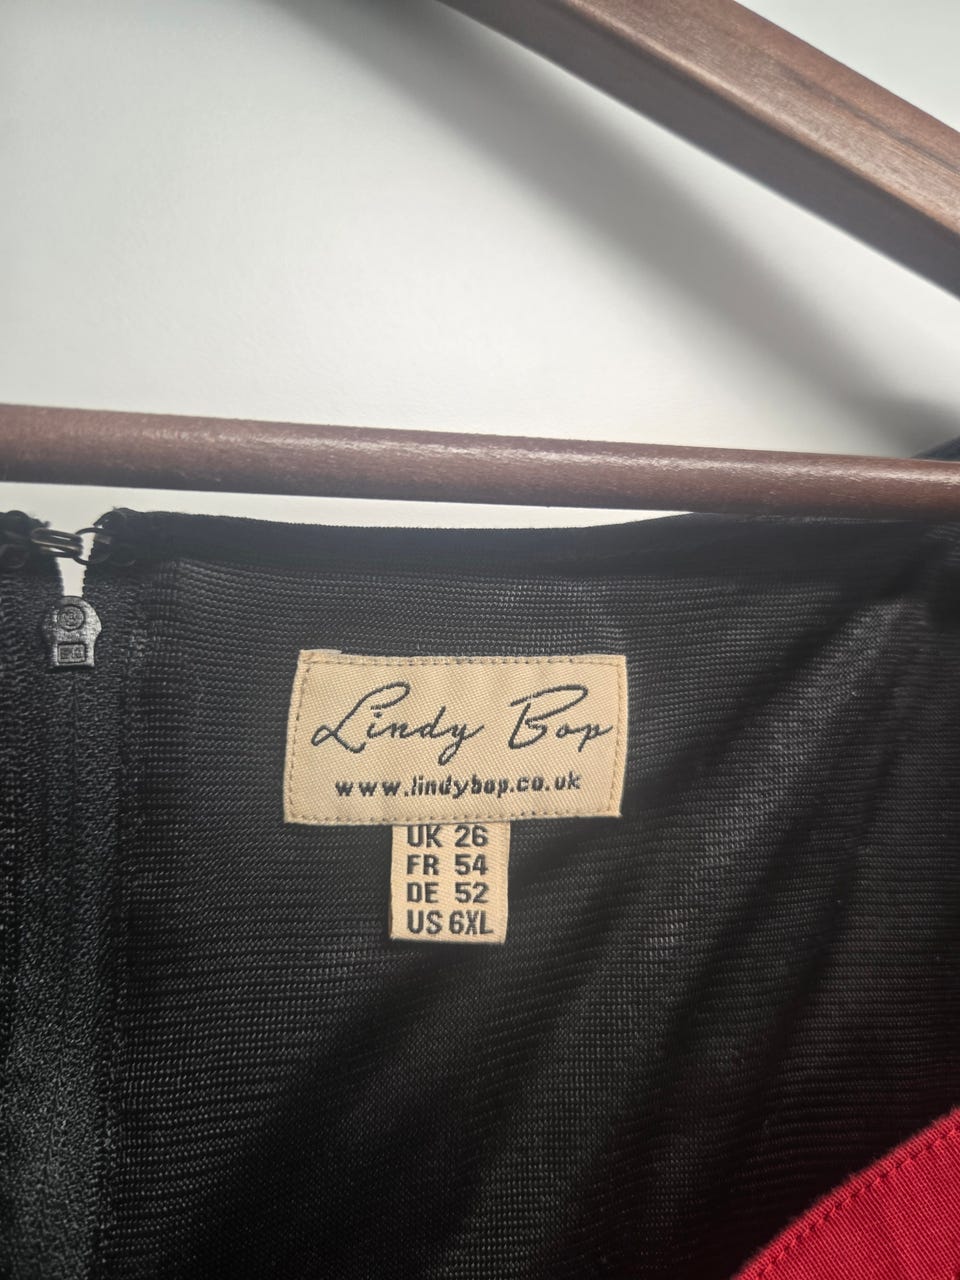 Lindy Bop
www.lindybop.co.uk
UK 26
FR 54
DE 52
US 6XL